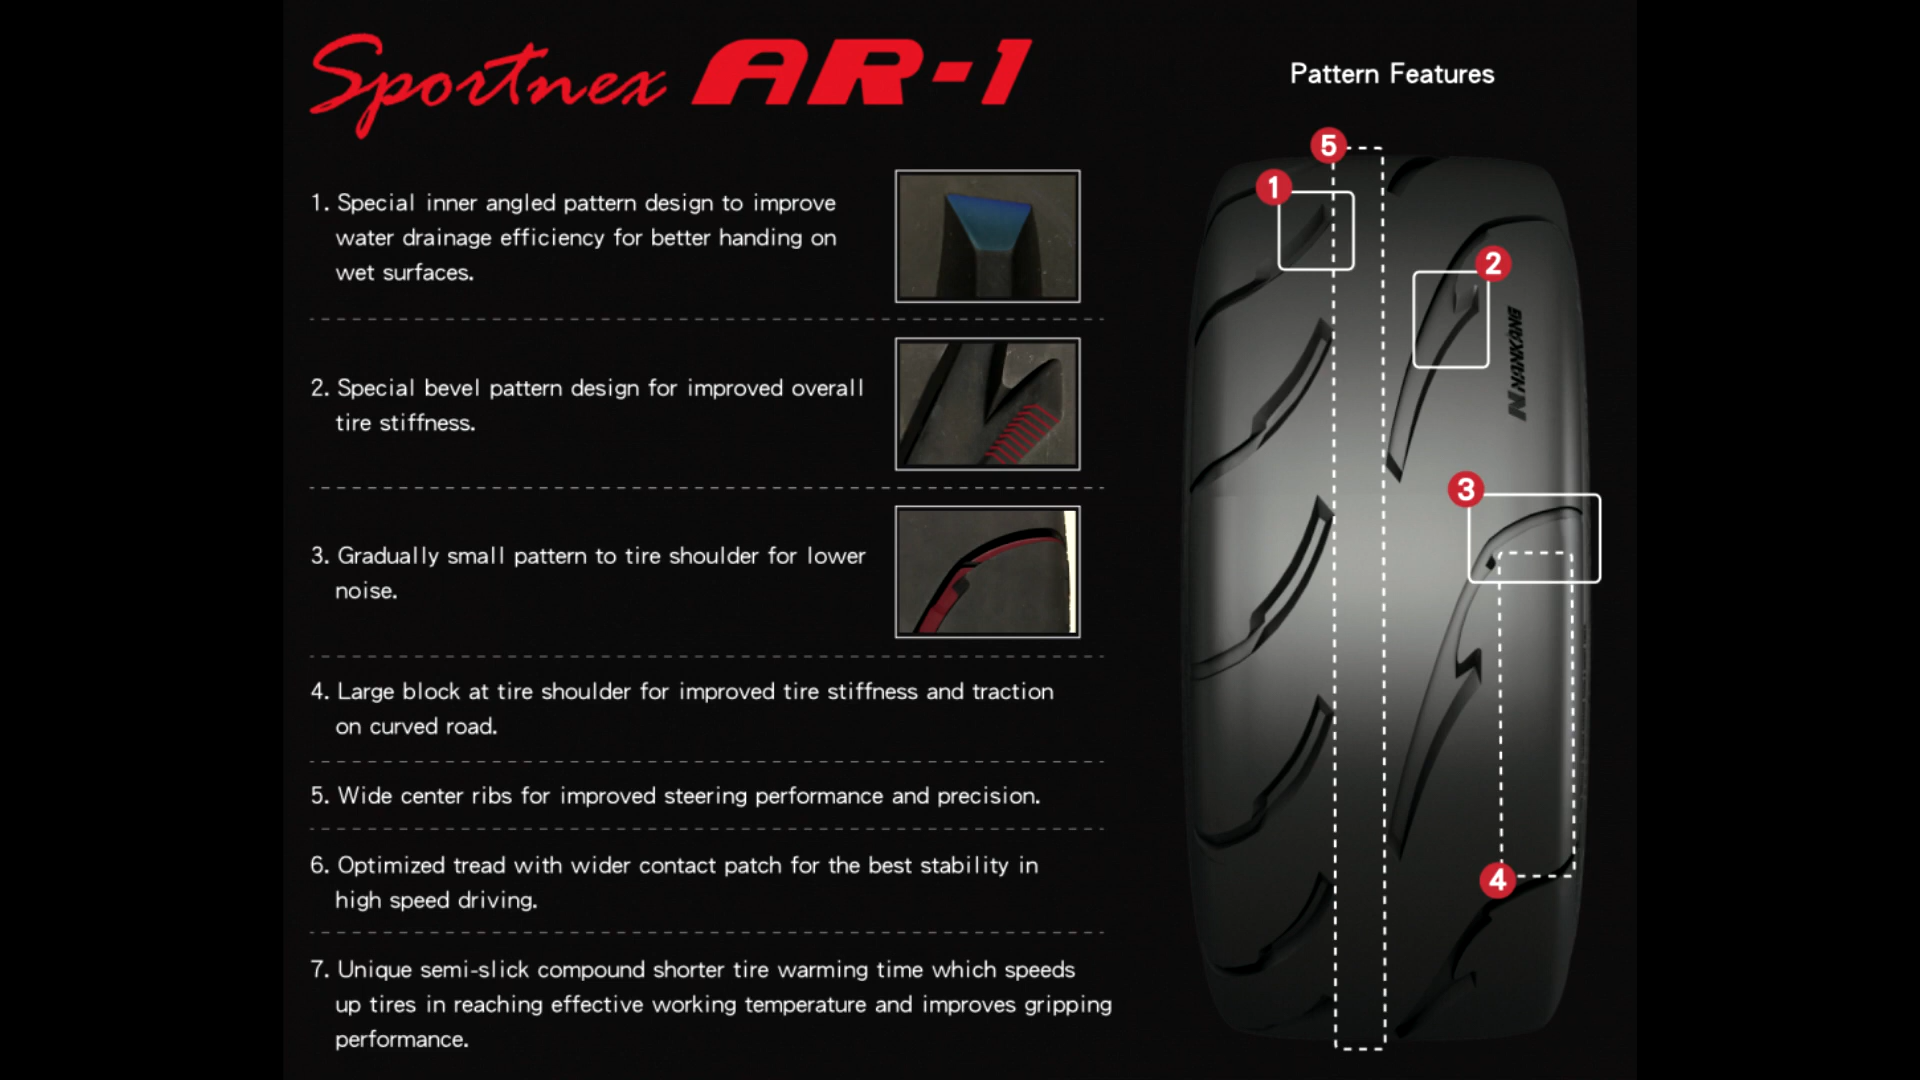 Sportnex AR-1
Pattern Features
1. Special inner angled pattern design to improve
water drainage efficiency for better handing on
wet surfaces.
2. Special bevel pattern design for improved overall
tire stiffness.
3. Gradually small pattern to tire shoulder for lower
noise.
4. Large block at tire shoulder for improved tire stiffness and traction
on curved road.
5. Wide center ribs for improved steering performance and precision.
6. Optimized tread with wider contact patch for the best stability in
high speed driving.
7. Unique semi-slick compound shorter tire warming time which speeds
up tires in reaching effective working temperature and improves gripping
performance.
5
1
2
NANKANG
3
4